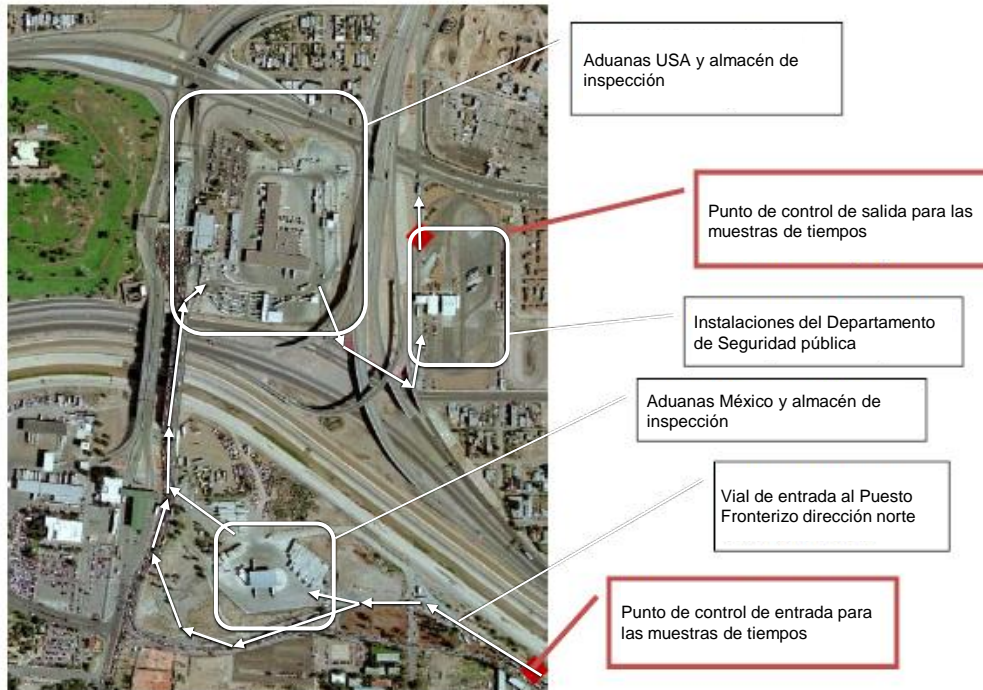 Aduanas USA y almacén de
inspección
Punto de control de salida para las
muestras de tiempos
Instalaciones del Departamento
de Seguridad pública
Aduanas México y almacén de
inspección
Vial de entrada al Puesto
Fronterizo dirección norte
Punto de control de entrada para
las muestras de tiempos